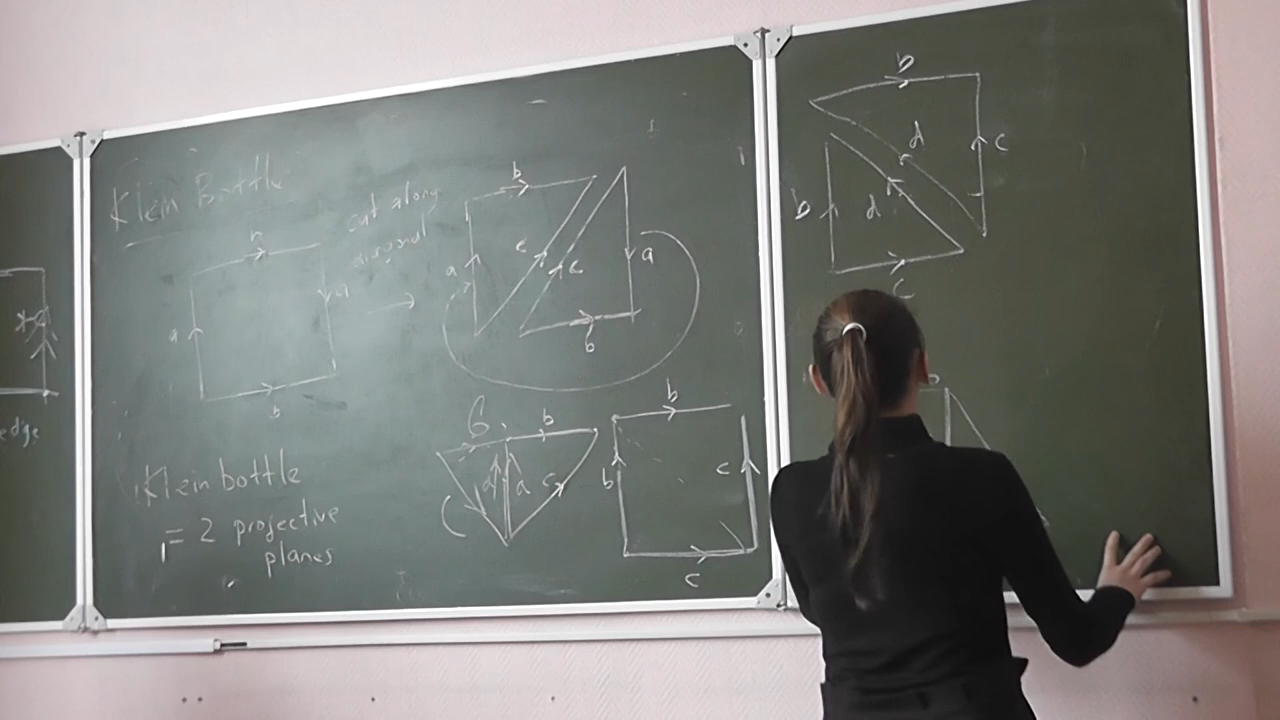 edge
Klein Bottle
a
b
a
cut along
diagonal
b
a
c
c
a
b
b
a
a
c
b
b
c
c
Klein bottle
= 2 projective
planes
b
d
c
b
d
c